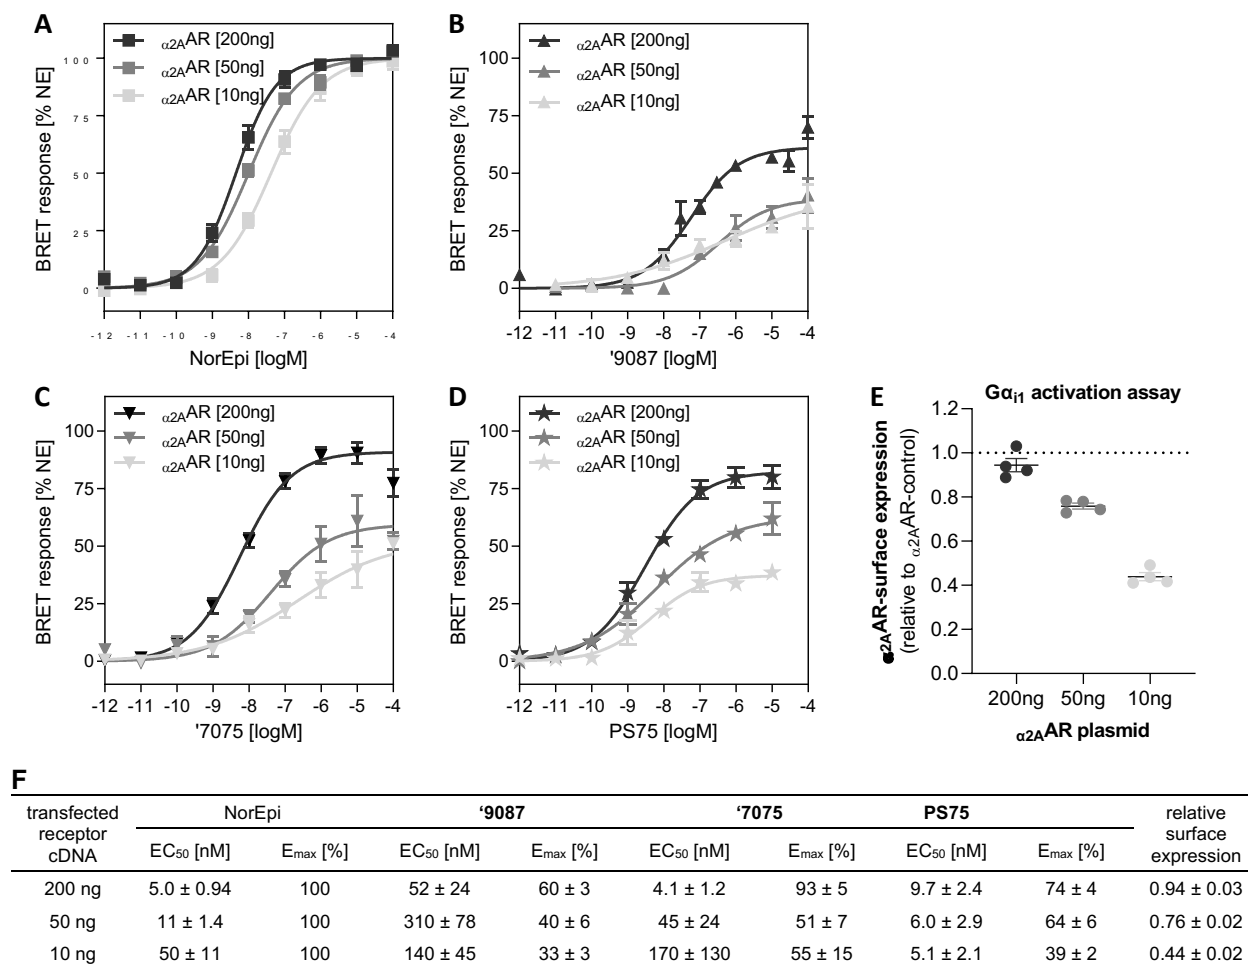 A
α2AAR [200ng]
α2AAR [50ng]
α2AAR [10ng]
BRET response [% NE]
100
75
50
25
0
-12 -11 -10 -9 -8 -7 -6 -5 -4
NorEpi [logM]
B
α2AAR [200ng]
α2AAR [50ng]
α2AAR [10ng]
BRET response [% NE]
100
75
50
25
0
-12 -11 -10 -9 -8 -7 -6 -5 -4
'9087 [logM]
C
α2AAR [200ng]
α2AAR [50ng]
α2AAR [10ng]
BRET response [% NE]
100
75
50
25
0
-12 -11 -10 -9 -8 -7 -6 -5 -4
'7075 [logM]
D
α2AAR [200ng]
α2AAR [50ng]
α2AAR [10ng]
BRET response [% NE]
100
75
50
25
0
-12 -11 -10 -9 -8 -7 -6 -5 -4
PS75 [logM]
E
Gαi1 activation assay
α2AAR-surface expression
(relative to α2AAR-control)
1.2
1.0
0.8
0.6
0.4
0.2
0.0
200ng 50ng 10ng
α2AAR plasmid
F
transfected receptor cDNA NorEpi ‘9087 ‘7075 PS75 relative surface expression
EC50 [nM] Emax [%] EC50 [nM] Emax [%] EC50 [nM] Emax [%] EC50 [nM] Emax [%]
200 ng 5.0 ± 0.94 100 52 ± 24 60 ± 3 4.1 ± 1.2 93 ± 5 9.7 ± 2.4 74 ± 4 0.94 ± 0.03
50 ng 11 ± 1.4 100 310 ± 78 40 ± 6 45 ± 24 51 ± 7 6.0 ± 2.9 64 ± 6 0.76 ± 0.02
10 ng 50 ± 11 100 140 ± 45 33 ± 3 170 ± 130 55 ± 15 5.1 ± 2.1 39 ± 2 0.44 ± 0.02